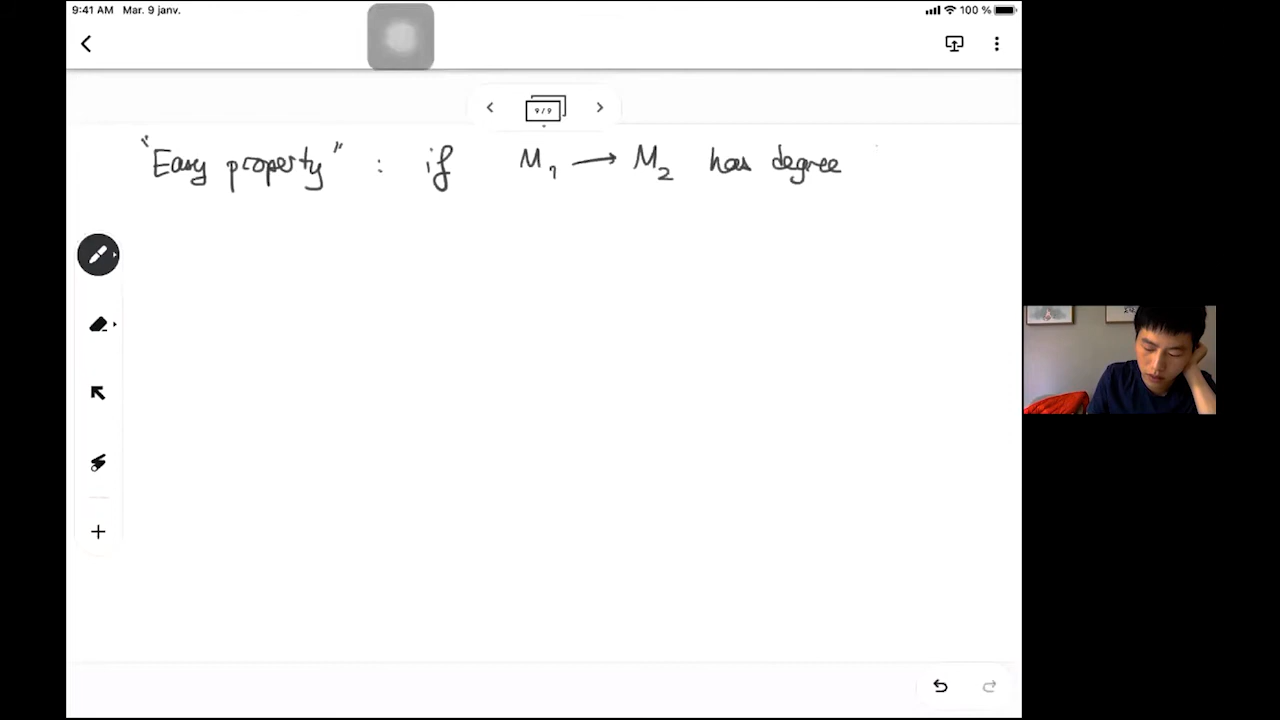 9:41 AM Mar. 9 janv. 100 %
9/9
"Easy property" : if M₁ → M₂ has degree